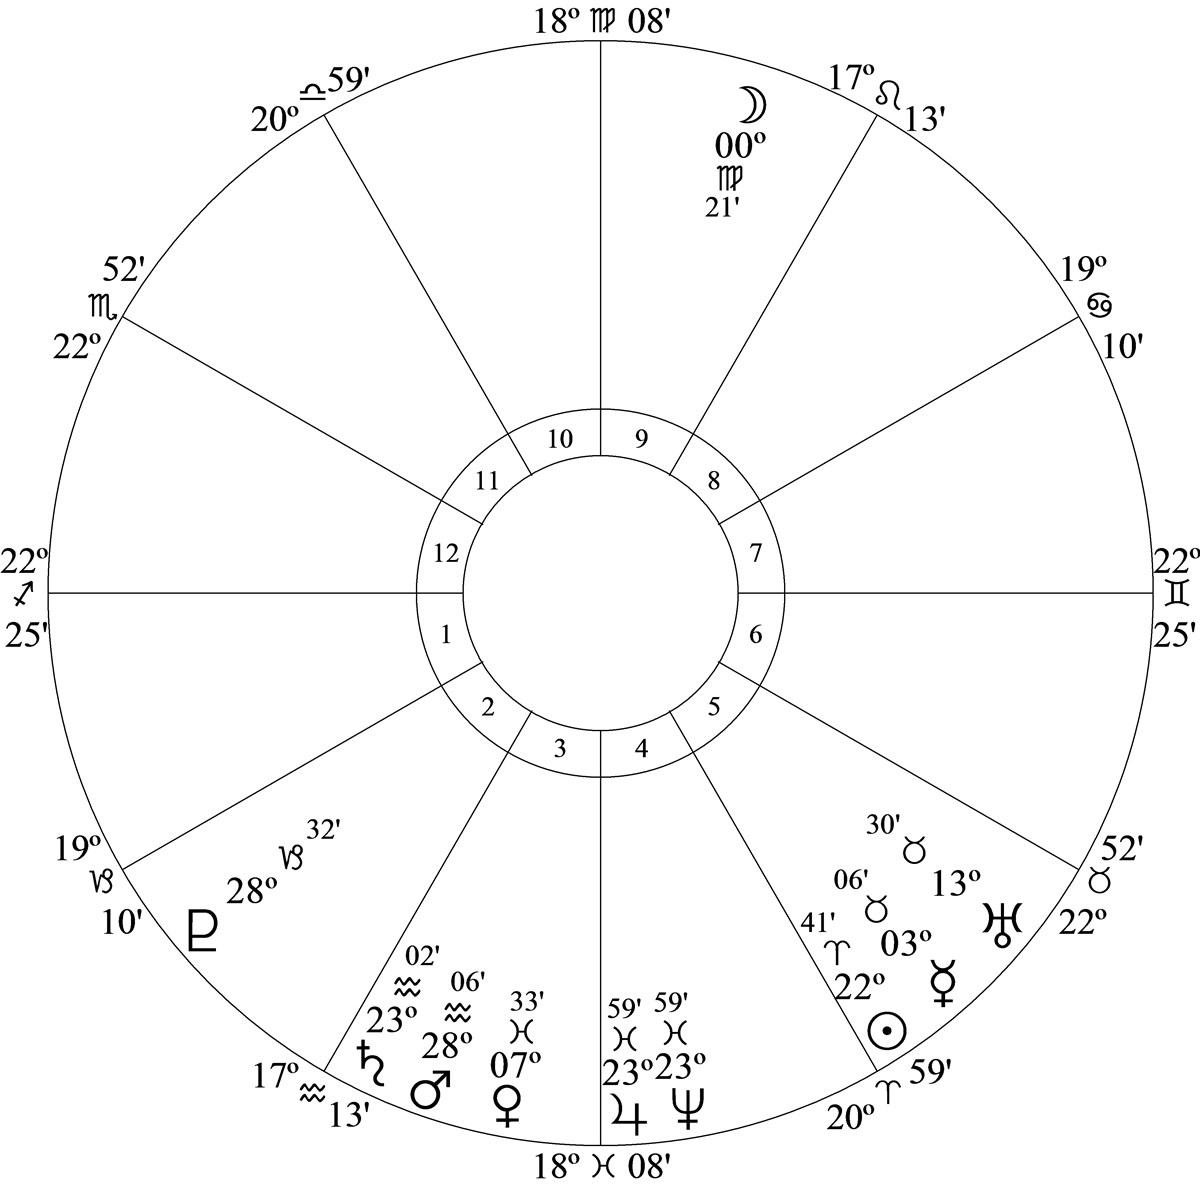 18º ♍ 08'
♎ 59'
20º
17º ♌
13'
☽
00º
♍
21'
52'
♏
22º
19º
♋
10'
10
9
11
8
12
7
22º
♐
25'
22º
♊
25'
1
6
2
5
3
4
19º
♑
10'
32'
♑
28º
♇
02'
♒
23º
♄
06'
♒
28º
♂
33'
♓
07º
♀
59'
♓
23º
♃
59'
♓
23º
♆
41'
♈
22º
☉
06'
♉
03º
☿
30'
♉
13º
♅
52'
♉
22º
17º ♒
13'
♈ 59'
20º
18º ♓ 08'